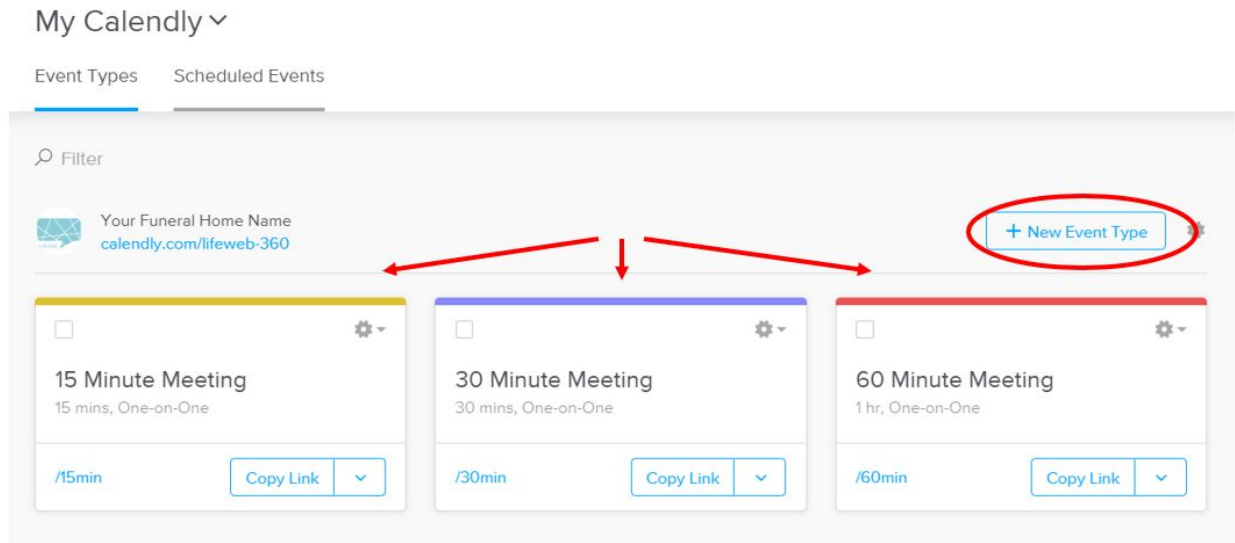 My Calendly
Event Types Scheduled Events
Filter
Your Funeral Home Name
calendly.com/lifeweb-360
+ New Event Type
15 Minute Meeting
15 mins, One-on-One
/15min Copy Link
30 Minute Meeting
30 mins, One-on-One
/30min Copy Link
60 Minute Meeting
1 hr, One-on-One
/60min Copy Link